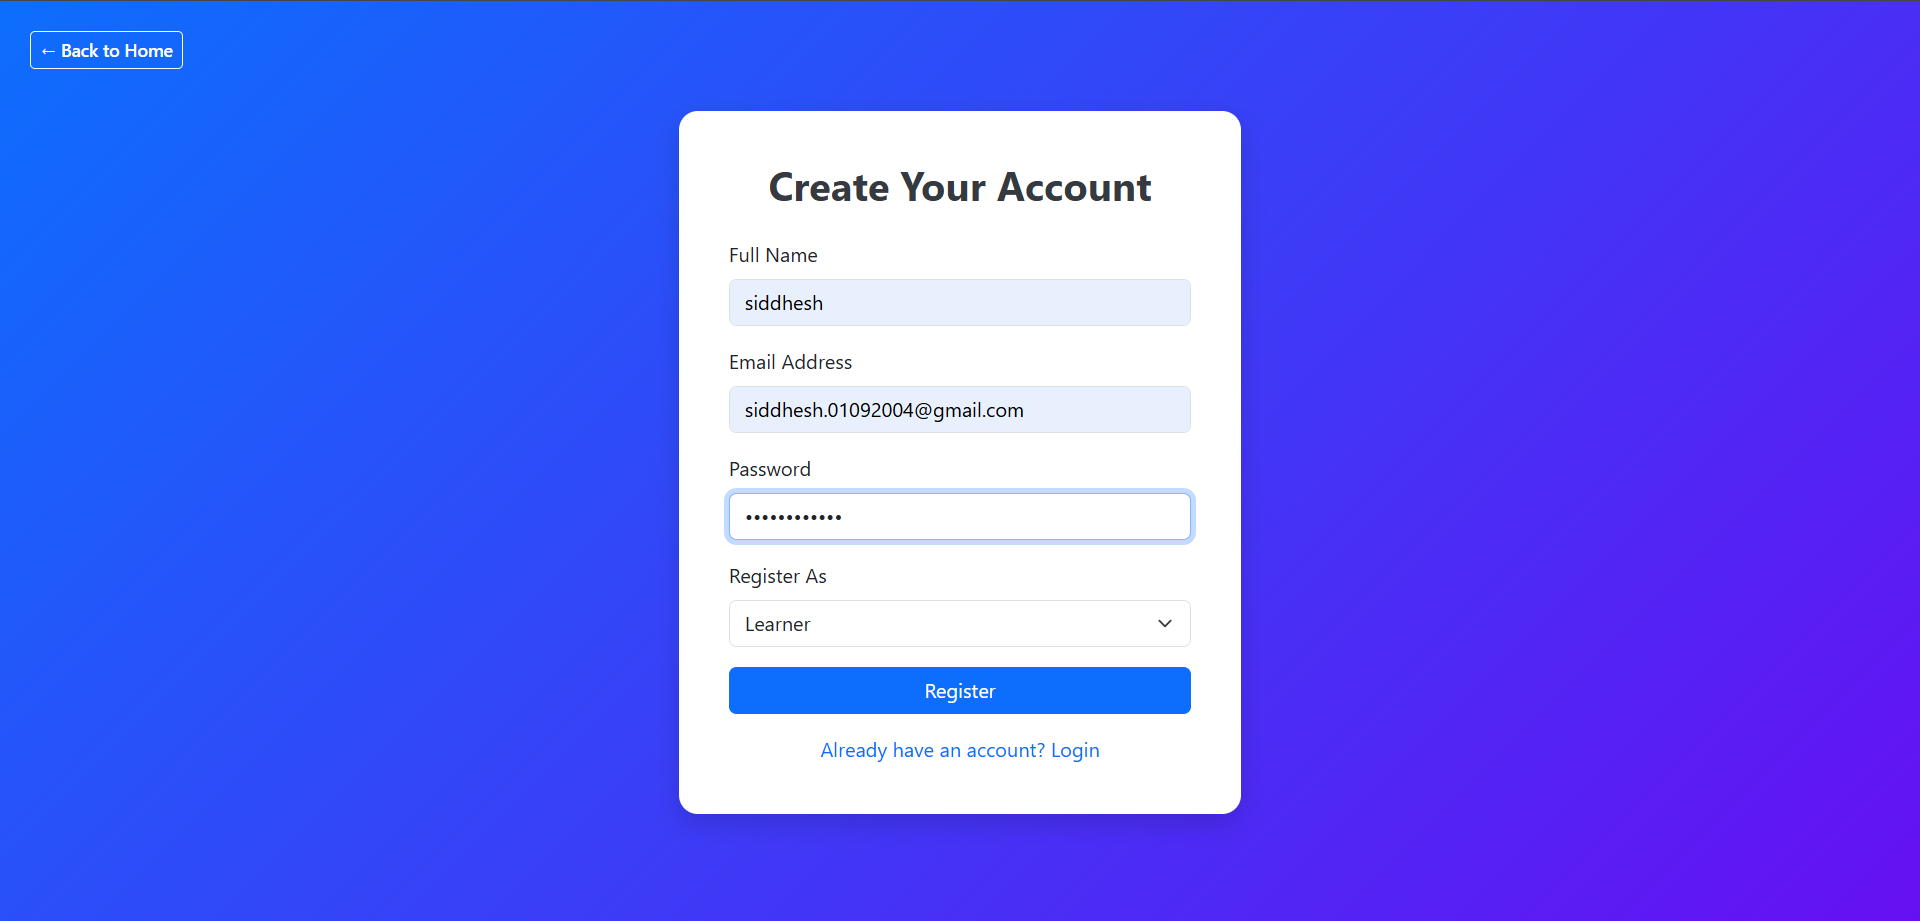 ← Back to Home
Create Your Account
Full Name
siddhesh
Email Address
siddhesh.01092004@gmail.com
Password
••••••••••••
Register As
Learner
Register
Already have an account? Login